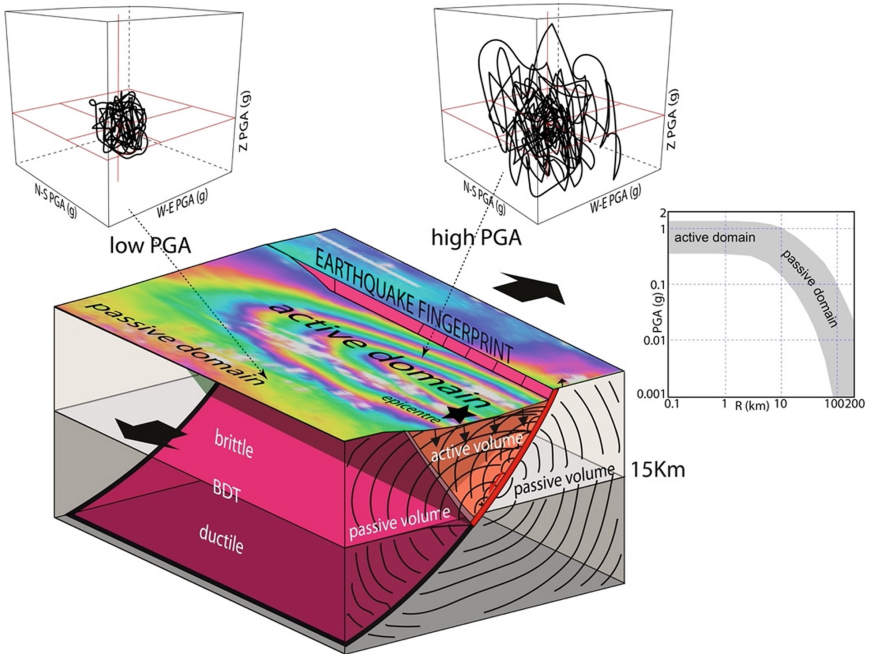 Z PGA (g)
N-S PGA (g)
W-E PGA (g)
low PGA
Z PGA (g)
N-S PGA (g)
W-E PGA (g)
high PGA
EARTHQUAKE FINGERPRINT
active domain
passive domain
epicentre
active volume
passive volume
passive volume
brittle
BDT
ductile
15Km
2
1
0.1
0.01
0.001
PGA (g)
active domain
passive domain
0.1
1
10
100200
R (km)